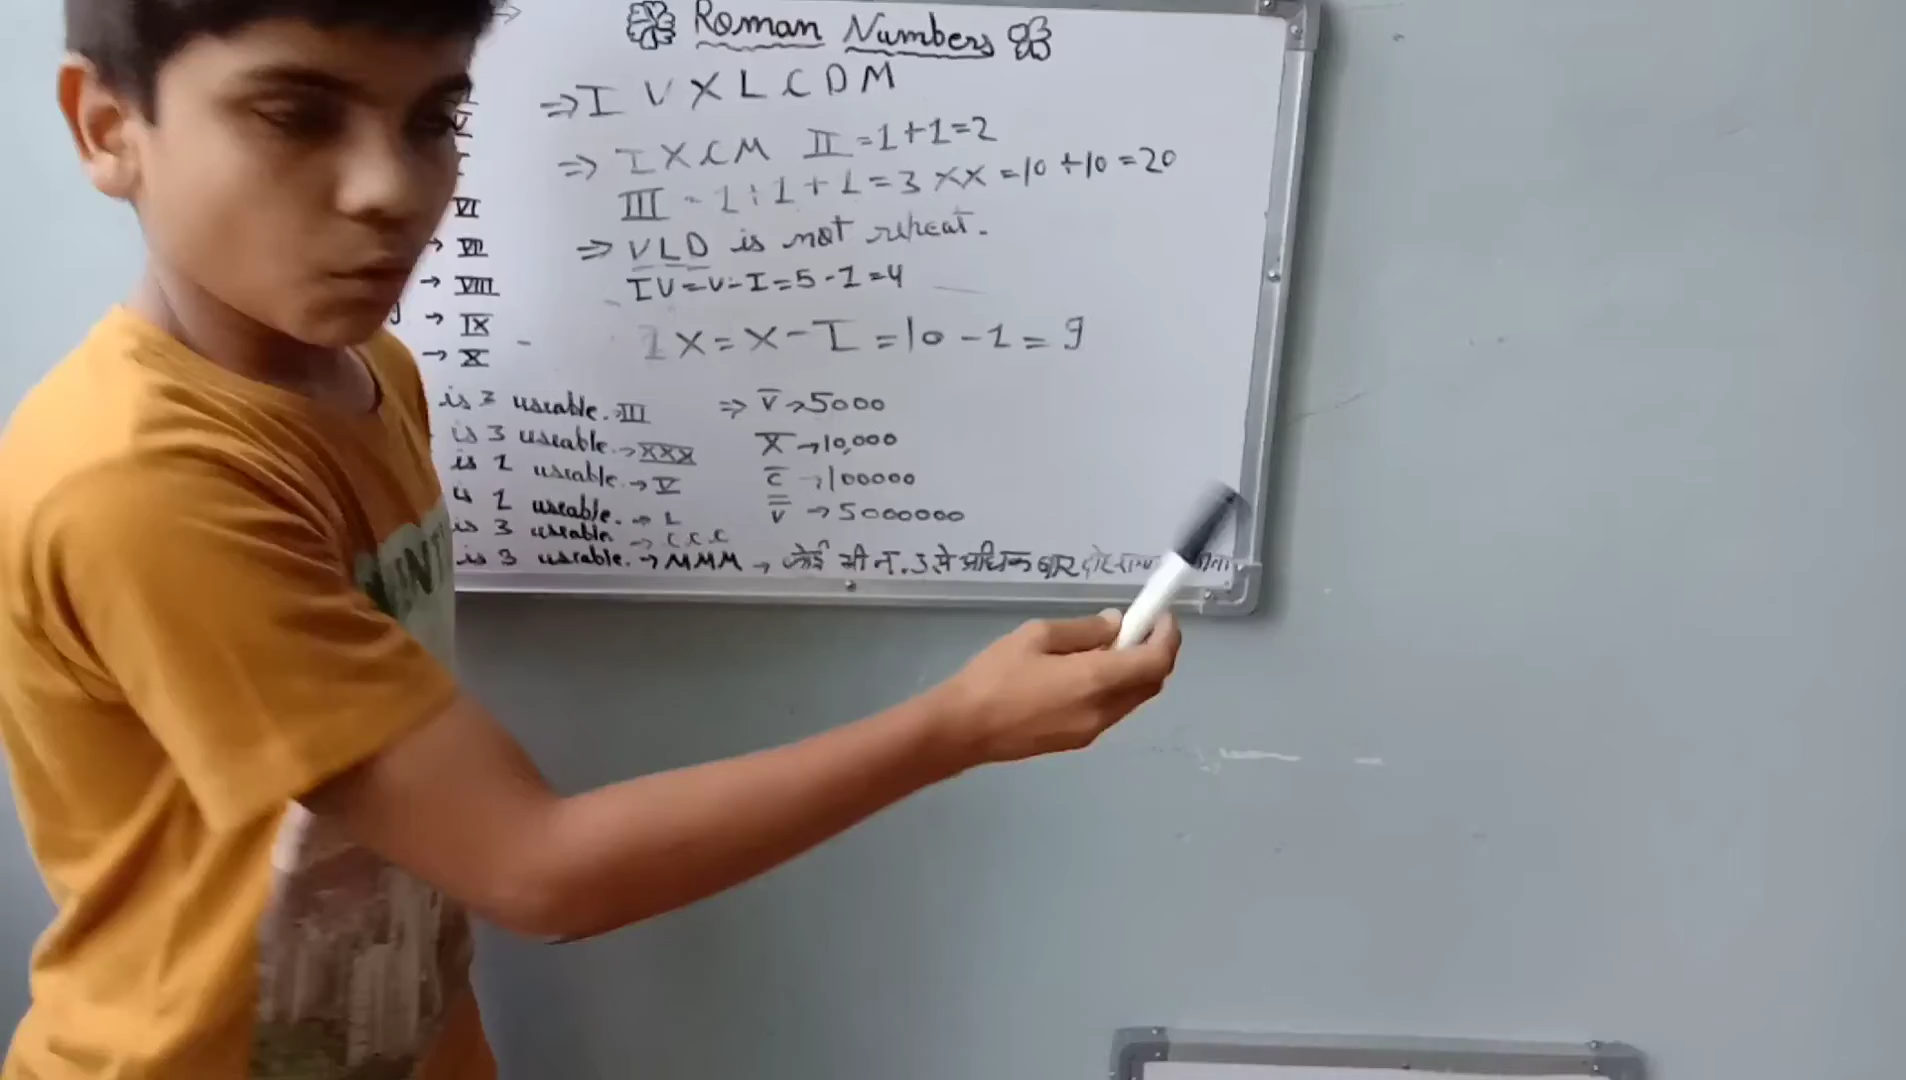 Roman Numbers
⇒ I V X L C D M
⇒ I X C M II = 1+1=2
III - 1+1+1=3 XX =10+10=20
⇒ VLD is not repeat.
IV=V-I=5-1=4
IX=X-I=10-1=9
V
VI
→ VII
→ VIII
→ IX
→ X
is 3 useable. III
is 3 useable.→XXX
is 1 useable.→V
is 1 useable.→ L
is 3 useable → CCC
is 3 useable.→MMM → कोई भी न. 3 से अधिक बार
⇒ V̅→5000
X̅→10,000
C̅→100000
V̿→5000000